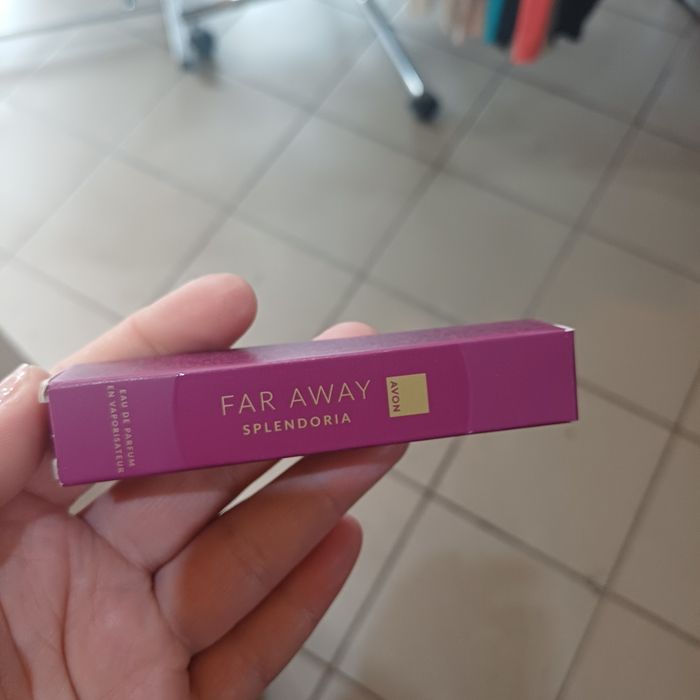 FAR AWAY
SPLENDORIA
AVON
EAU DE PARFUM
EN VAPORISATEUR